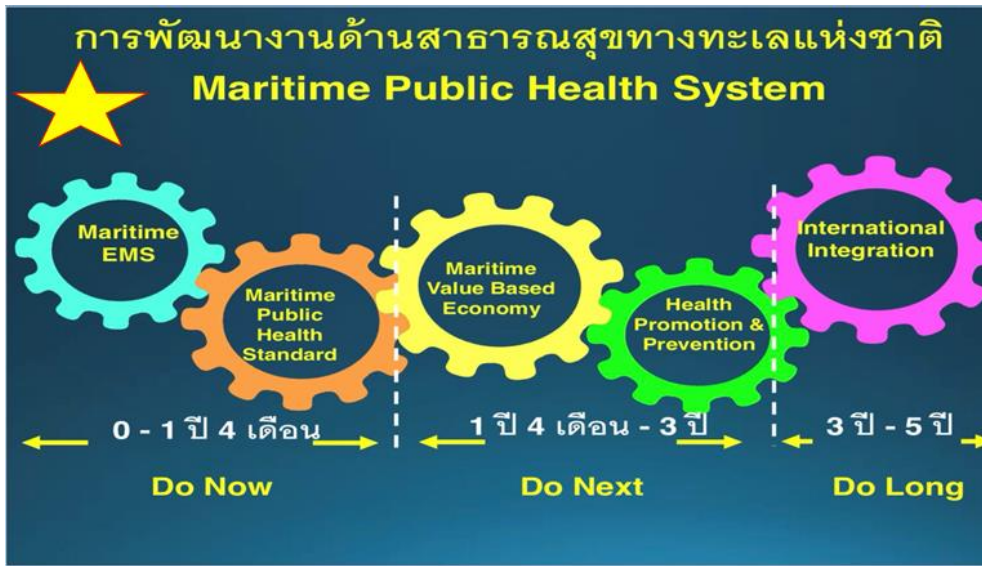 การพัฒนางานด้านสาธารณสุขทางทะเลแห่งชาติ
Maritime Public Health System
Maritime
EMS
Maritime
Public
Health
Standard
Maritime
Value Based
Economy
Health
Promotion &
Prevention
International
Integration
0 - 1 ปี 4 เดือน
1 ปี 4 เดือน - 3 ปี
3 ปี - 5 ปี
Do Now
Do Next
Do Long